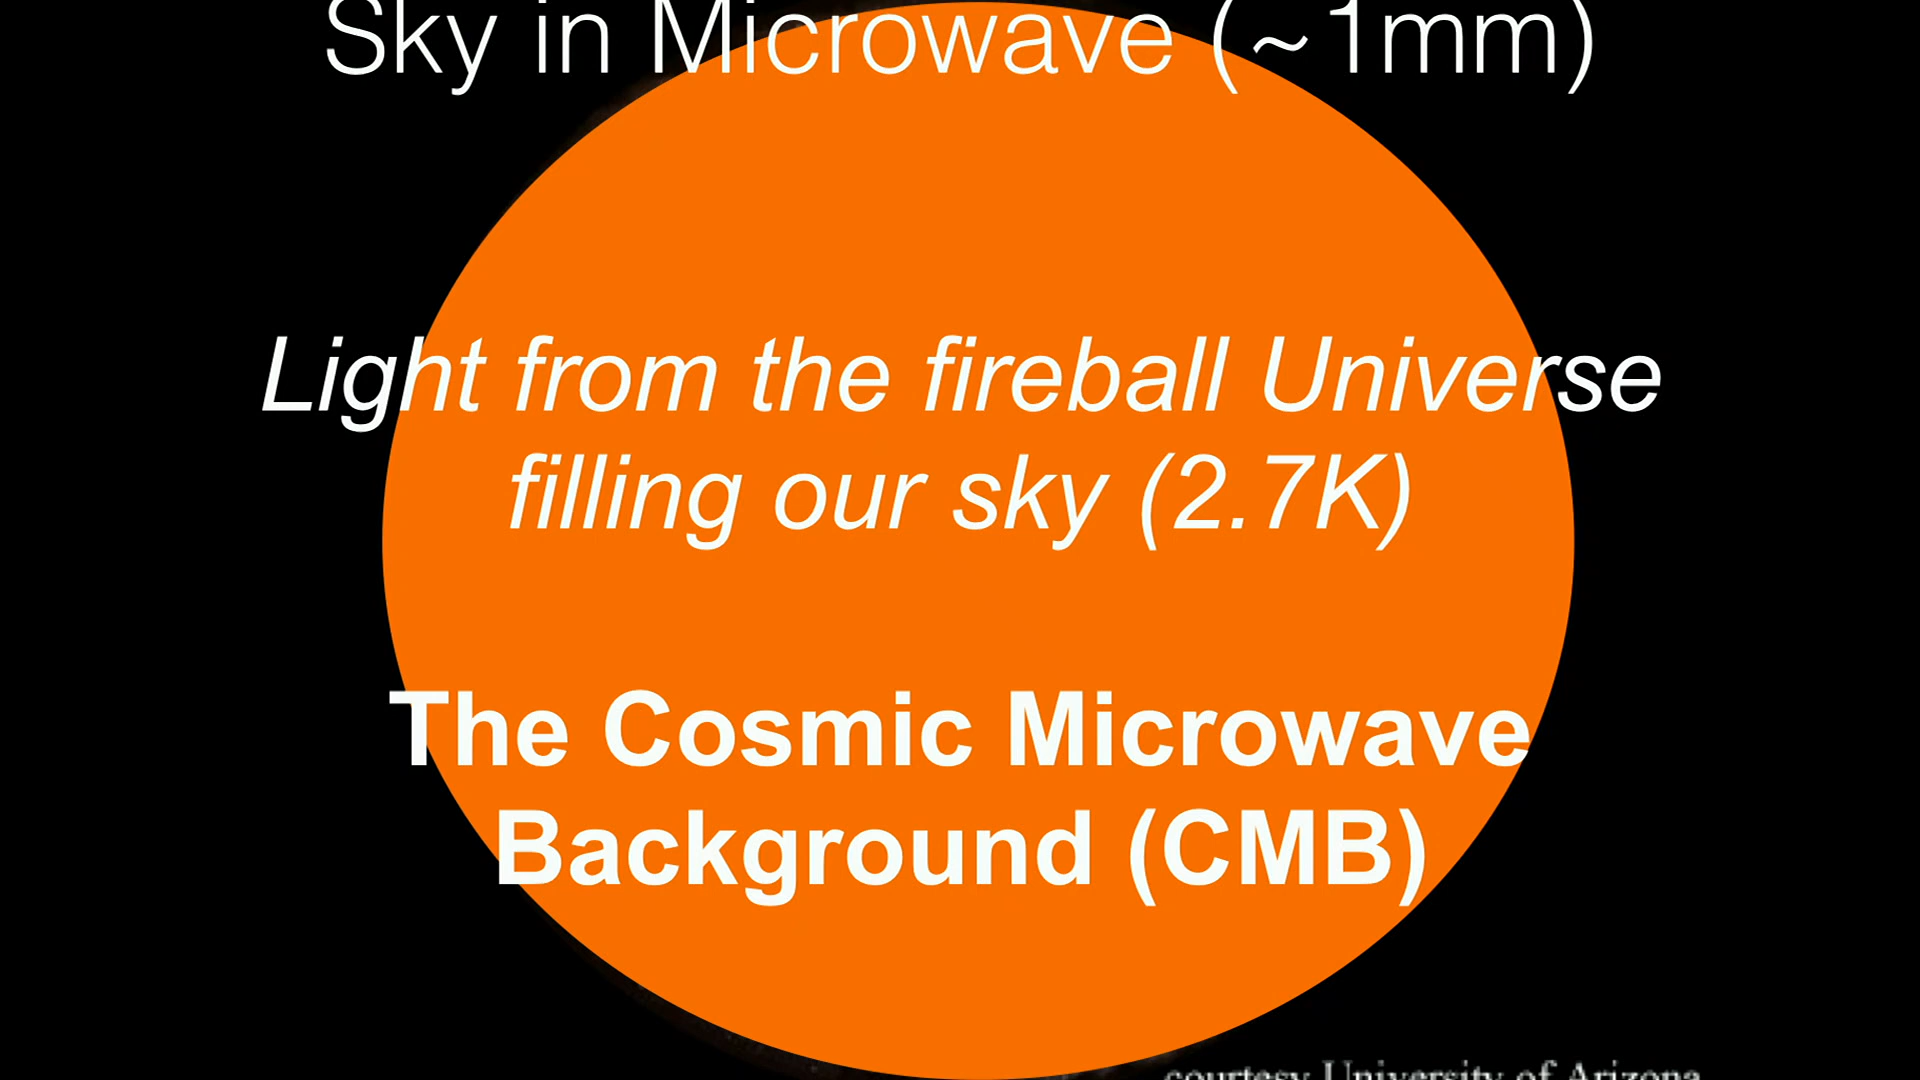 Sky in Microwave (~1mm)
Light from the fireball Universe
filling our sky (2.7K)
The Cosmic Microwave
Background (CMB)
courtesy University of Arizona